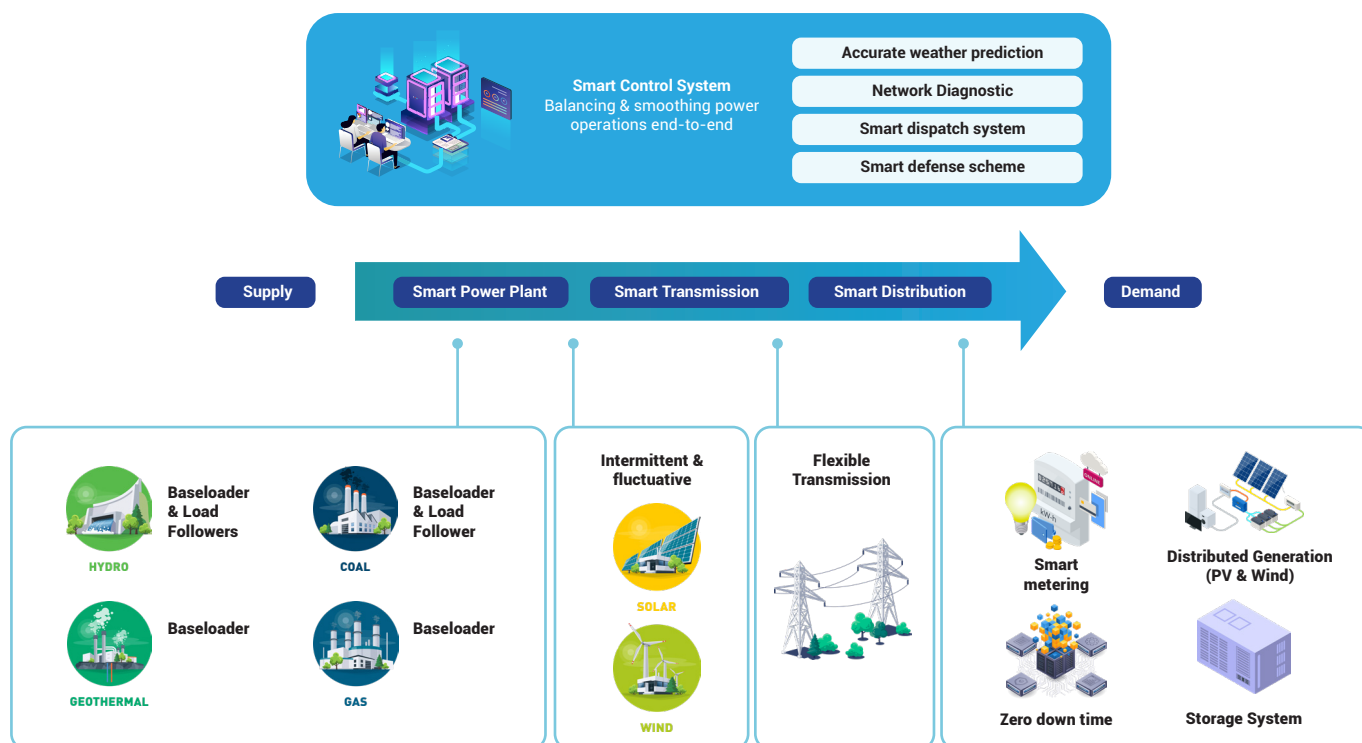 Smart Control System
Balancing & smoothing power
operations end-to-end
Accurate weather prediction
Network Diagnostic
Smart dispatch system
Smart defense scheme
Supply
Smart Power Plant
Smart Transmission
Smart Distribution
Demand
Baseloader
& Load
Followers
HYDRO
Baseloader
& Load
Follower
COAL
Baseloader
GEOTHERMAL
Baseloader
GAS
Intermittent &
fluctuative
SOLAR
WIND
Flexible
Transmission
kW-h
Smart
metering
Distributed Generation
(PV & Wind)
Zero down time
Storage System